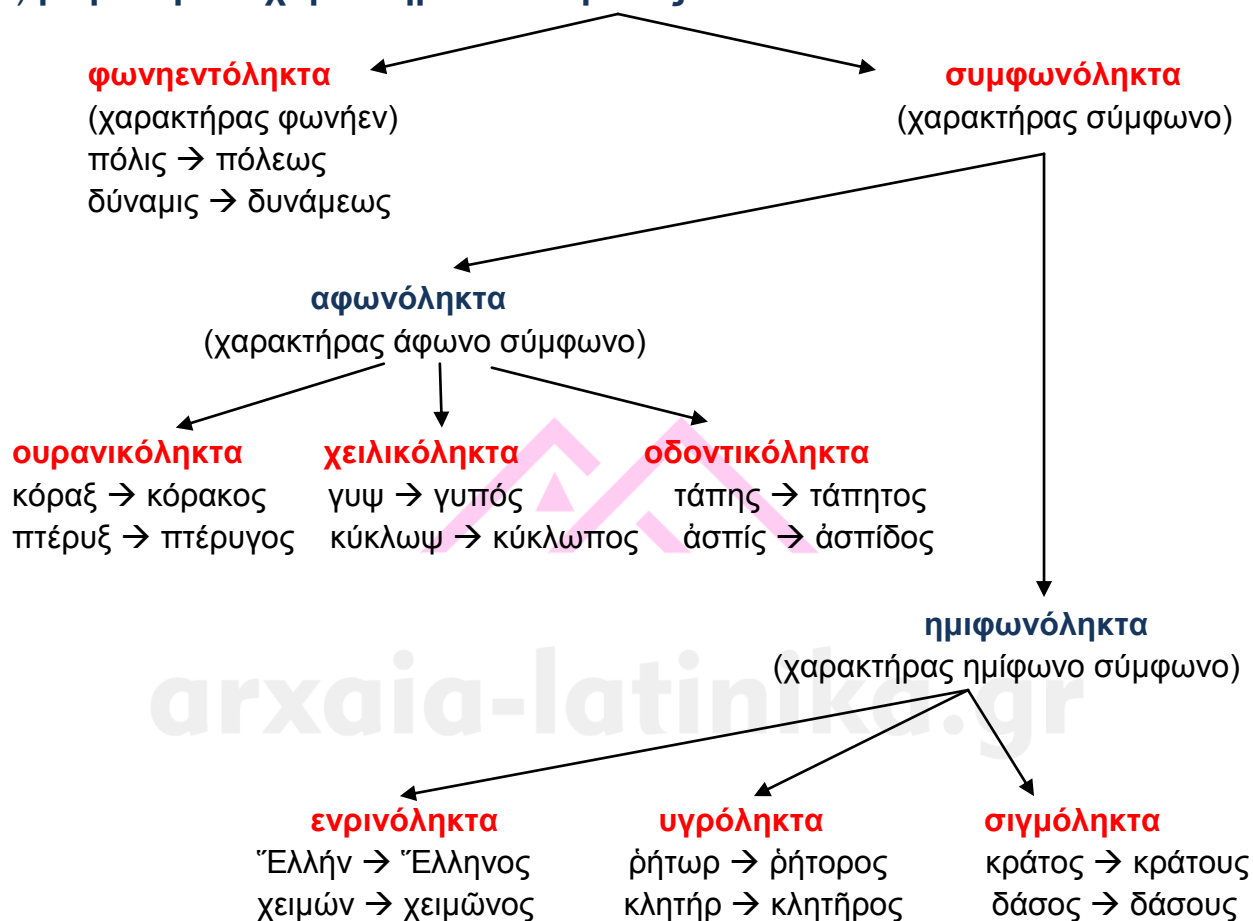 φωνηεντόληκτα
(χαρακτήρας φωνήεν)
πόλις → πόλεως
δύναμις → δυνάμεως
συμφωνόληκτα
(χαρακτήρας σύμφωνο)
αφωνόληκτα
(χαρακτήρας άφωνο σύμφωνο)
ουρανικόληκτα
κόραξ → κόρακος
πτέρυξ → πτέρυγος
χειλικόληκτα
γυψ → γυπός
κύκλωψ → κύκλωπος
οδοντικόληκτα
τάπης → τάπητος
ἀσπίς → ἀσπίδος
ημιφωνόληκτα
(χαρακτήρας ημίφωνο σύμφωνο)
arxaia-latinika.gr
ενρινόληκτα
Ἕλλήν → Ἕλληνος
χειμών → χειμῶνος
υγρόληκτα
ῥήτωρ → ῥήτορος
κλητήρ → κλητῆρος
σιγμόληκτα
κράτος → κράτους
δάσος → δάσους